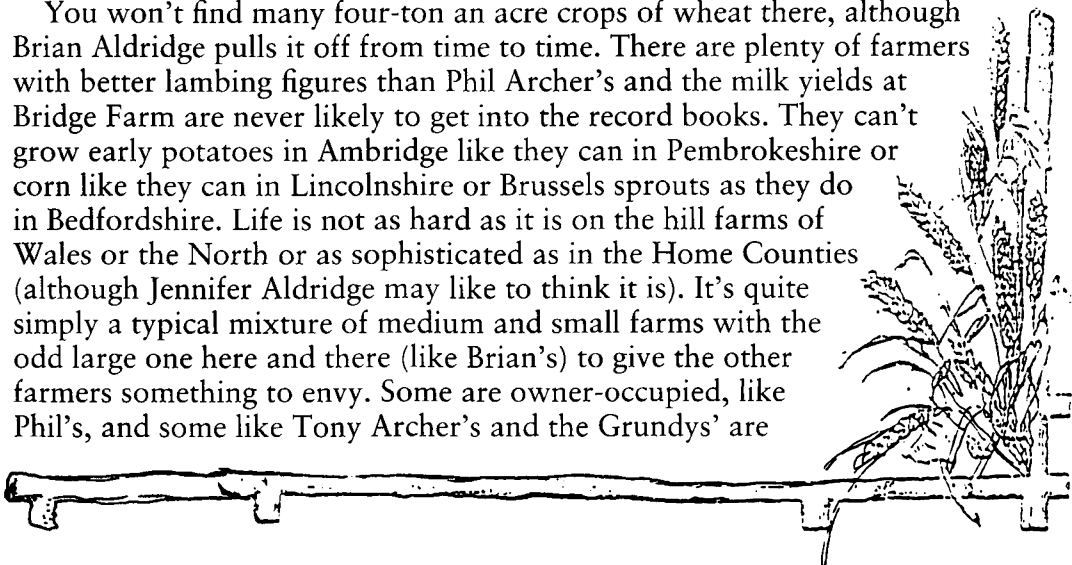 You won't find many four-ton an acre crops of wheat there, although
Brian Aldridge pulls it off from time to time. There are plenty of farmers
with better lambing figures than Phil Archer's and the milk yields at
Bridge Farm are never likely to get into the record books. They can't
grow early potatoes in Ambridge like they can in Pembrokeshire or
corn like they can in Lincolnshire or Brussels sprouts as they do
in Bedfordshire. Life is not as hard as it is on the hill farms of
Wales or the North or as sophisticated as in the Home Counties
(although Jennifer Aldridge may like to think it is). It's quite
simply a typical mixture of medium and small farms with the
odd large one here and there (like Brian's) to give the other
farmers something to envy. Some are owner-occupied, like
Phil's, and some like Tony Archer's and the Grundys' are